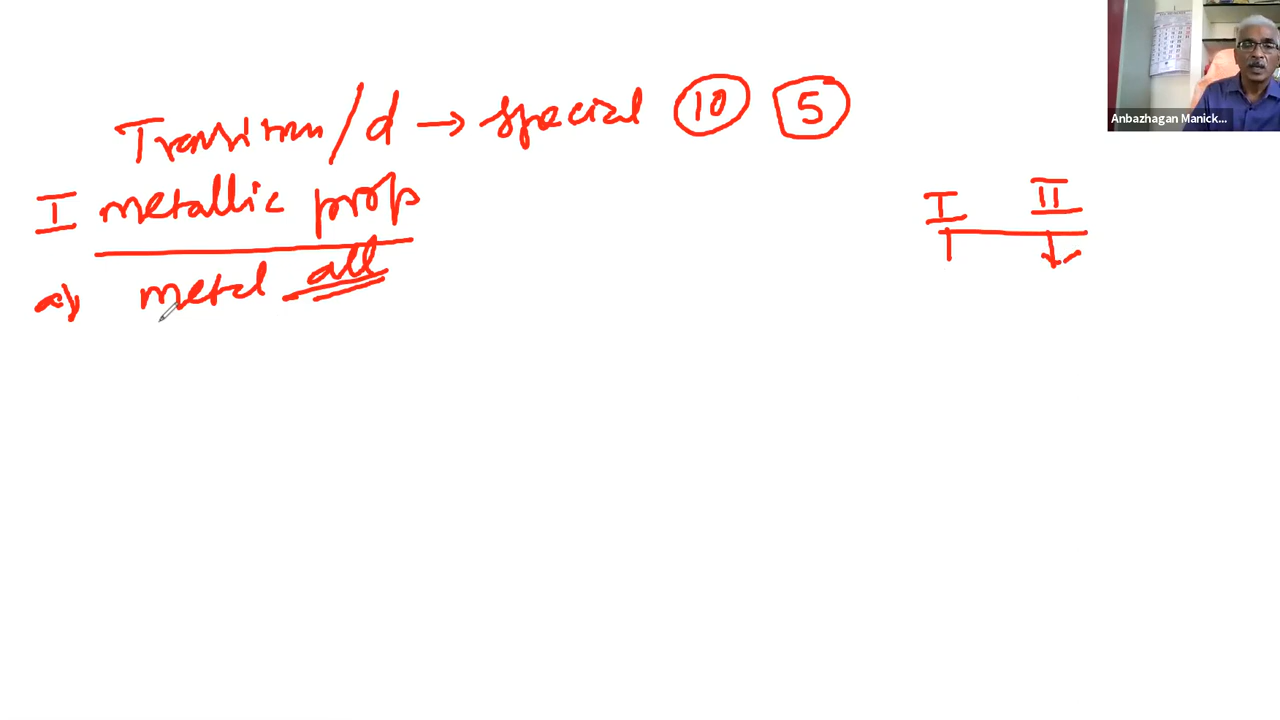 Transition/d → special 10 5
I metallic prop
a) metal all
I II
Anbazhagan Manick...